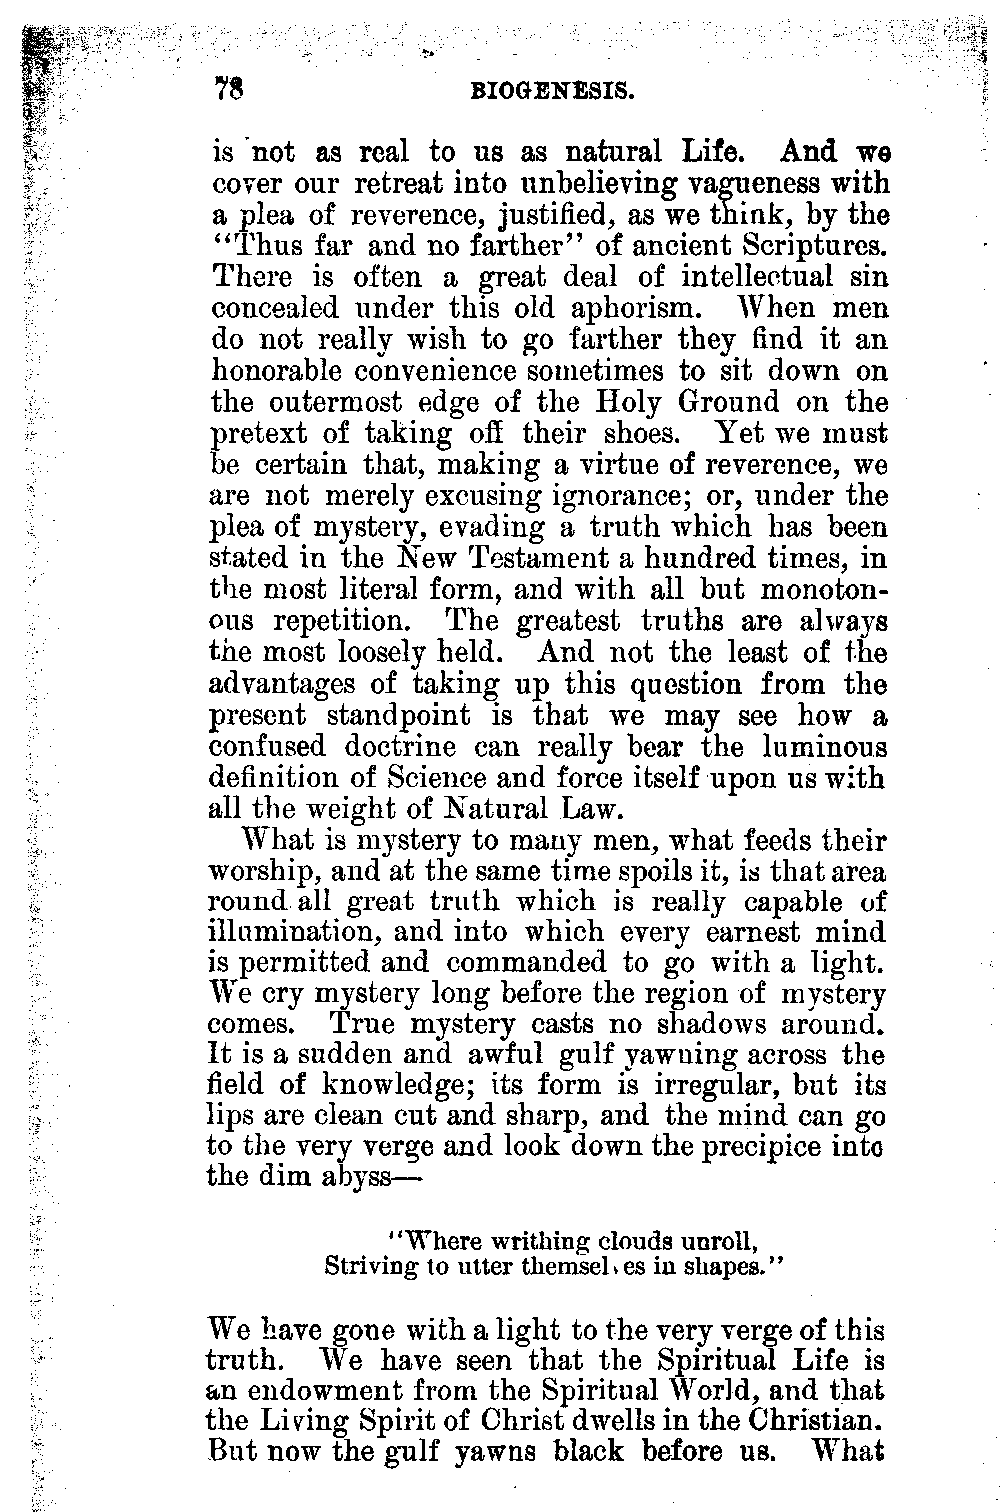 78 BIOGENESIS.
is not as real to us as natural Life. And we
cover our retreat into unbelieving vagueness with
a plea of reverence, justified, as we think, by the
“Thus far and no farther” of ancient Scriptures.
There is often a great deal of intellectual sin
concealed under this old aphorism. When men
do not really wish to go farther they find it an
honorable convenience sometimes to sit down on
the outermost edge of the Holy Ground on the
pretext of taking off their shoes. Yet we must
be certain that, making a virtue of reverence, we
are not merely excusing ignorance; or, under the
plea of mystery, evading a truth which has been
stated in the New Testament a hundred times, in
the most literal form, and with all but monoton-
ous repetition. The greatest truths are always
the most loosely held. And not the least of the
advantages of taking up this question from the
present standpoint is that we may see how a
confused doctrine can really bear the luminous
definition of Science and force itself upon us with
all the weight of Natural Law.
What is mystery to many men, what feeds their
worship, and at the same time spoils it, is that area
round all great truth which is really capable of
illumination, and into which every earnest mind
is permitted and commanded to go with a light.
We cry mystery long before the region of mystery
comes. True mystery casts no shadows around.
It is a sudden and awful gulf yawning across the
field of knowledge; its form is irregular, but its
lips are clean cut and sharp, and the mind can go
to the very verge and look down the precipice into
the dim abyss—
“Where writhing clouds unroll,
Striving to utter themselves in shapes.”
We have gone with a light to the very verge of this
truth. We have seen that the Spiritual Life is
an endowment from the Spiritual World, and that
the Living Spirit of Christ dwells in the Christian.
But now the gulf yawns black before us. What